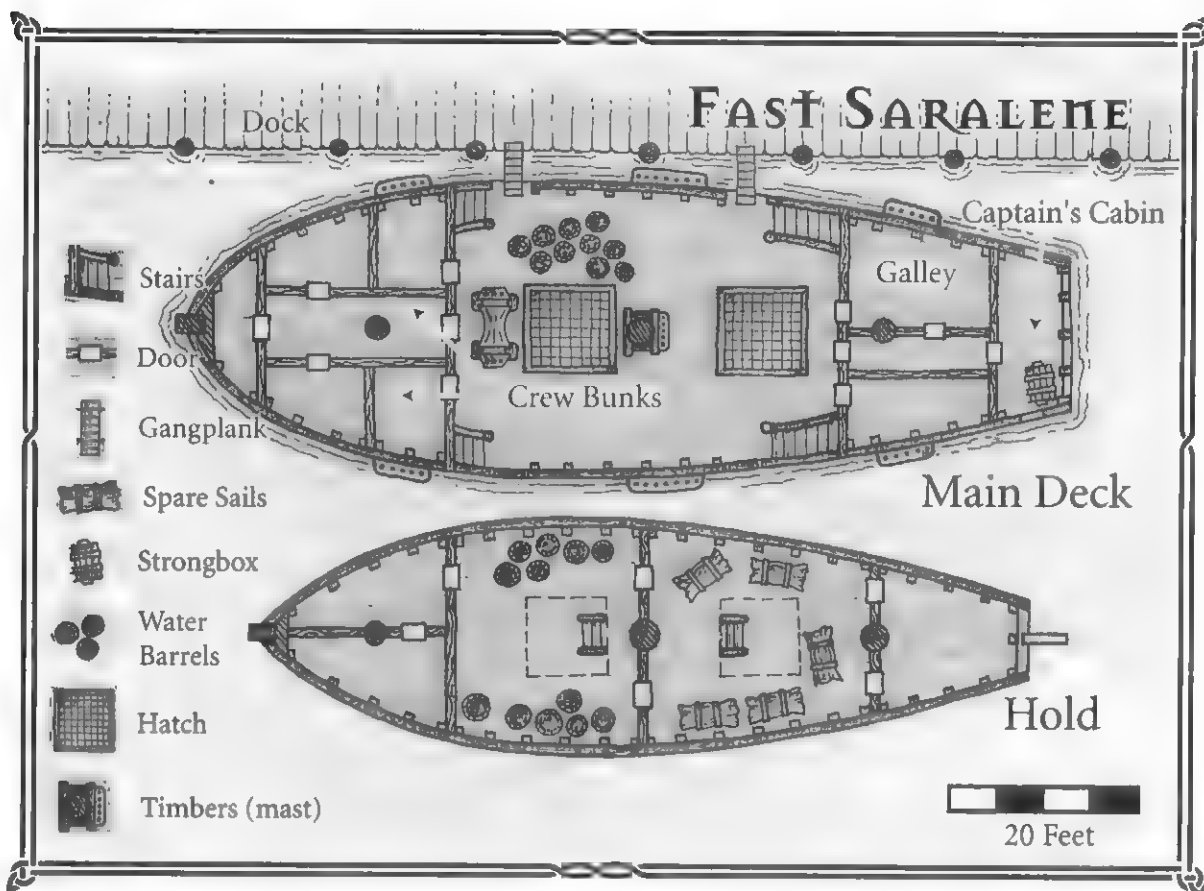 FAST SARALENE
Dock
Captain's Cabin
Galley
Crew Bunks
Main Deck
Stairs
Door
Gangplank
Spare Sails
Strongbox
Water
Barrels
Hatch
Timbers (mast)
Hold
20 Feet